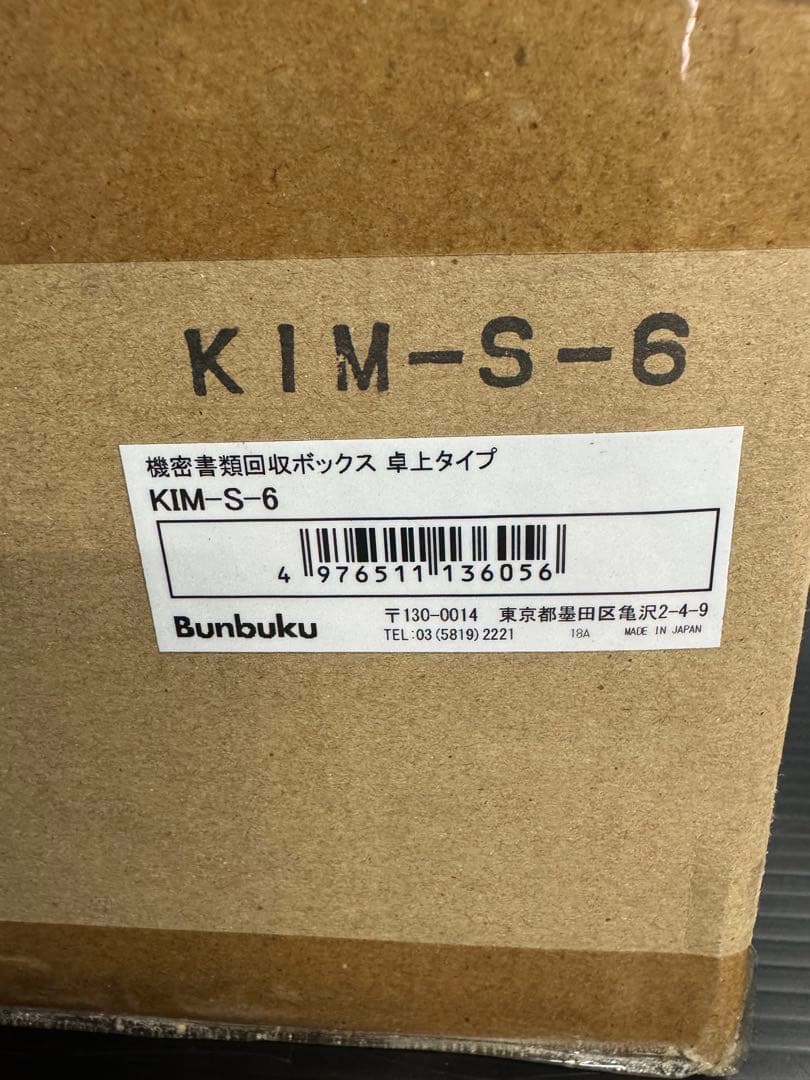 KIM-S-6
機密書類回収ボックス 卓上タイプ
KIM-S-6
4 976511 136056
Bunbuku
〒130-0014 東京都墨田区亀沢2-4-9
TEL:03(5819)2221 18A MADE IN JAPAN